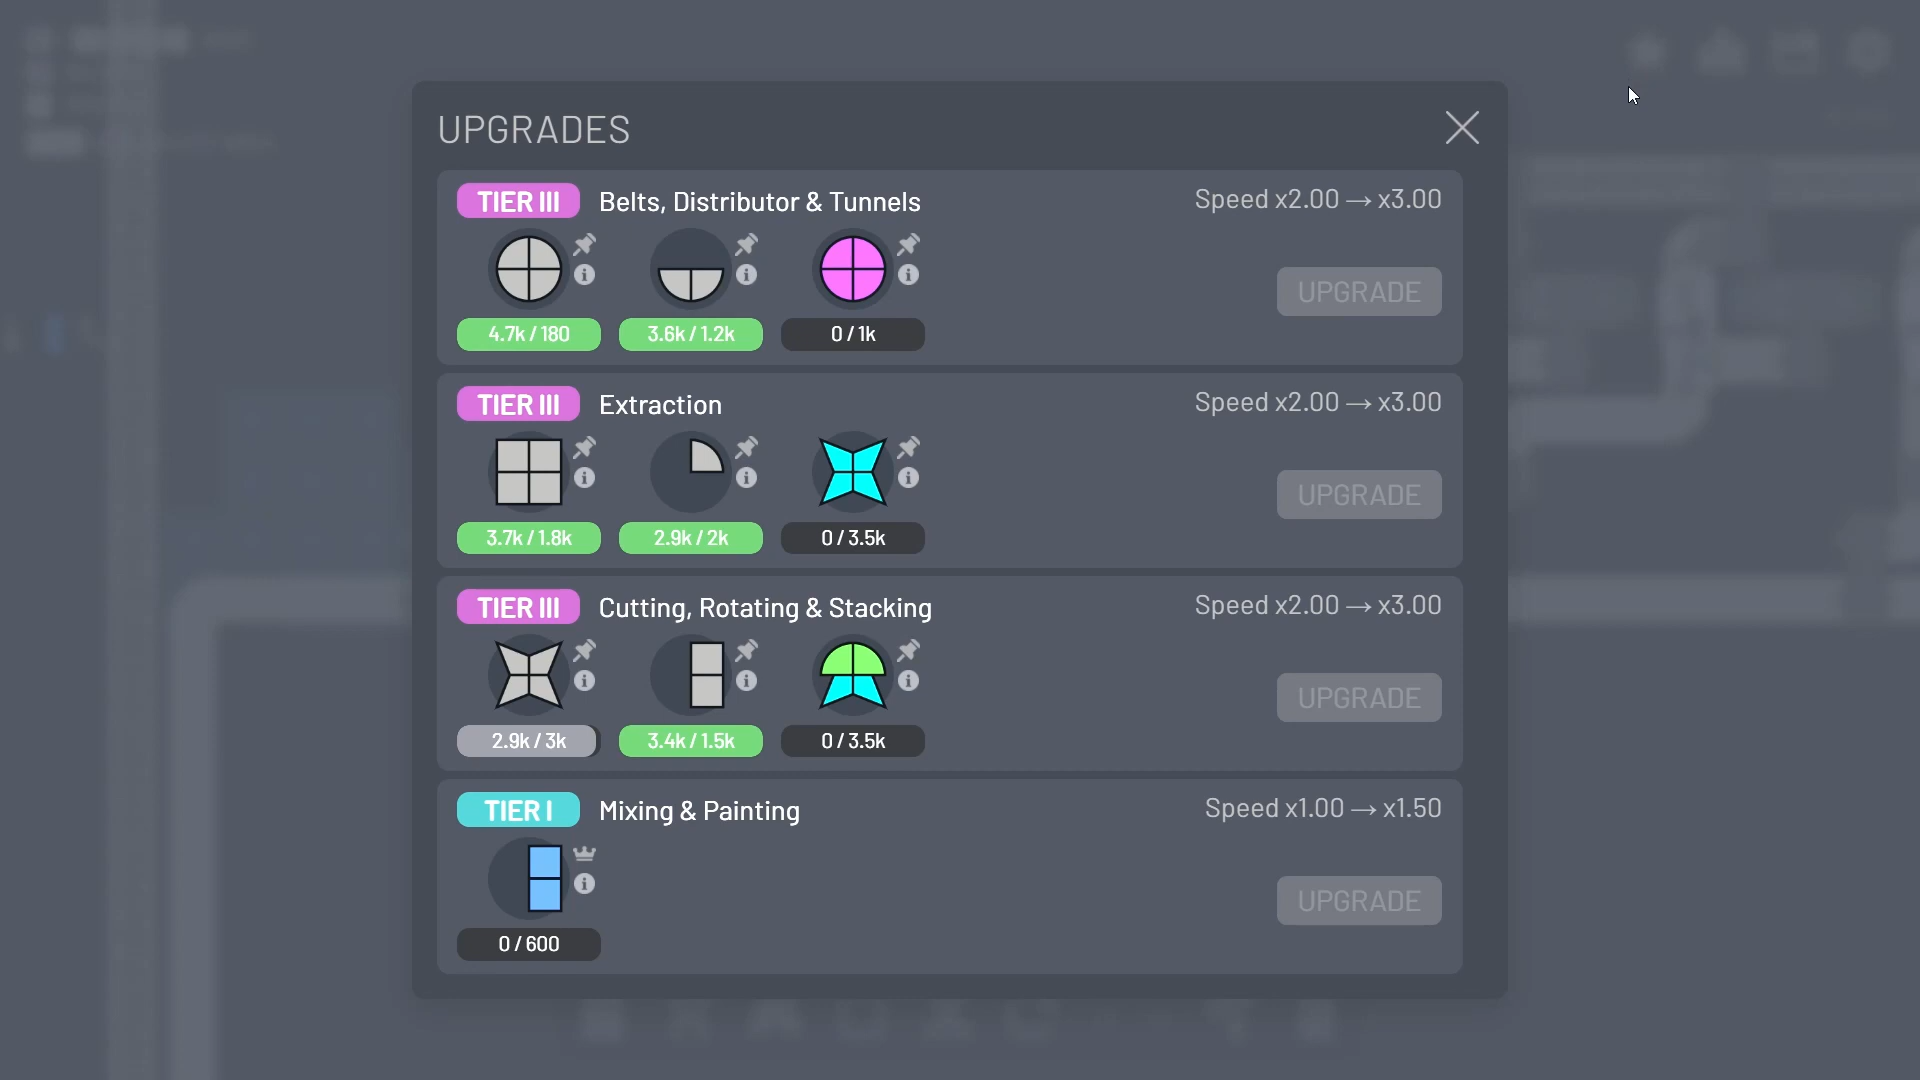 UPGRADES
TIER III Belts, Distributor & Tunnels Speed x2.00 → x3.00
UPGRADE
4.7k / 180 3.6k / 1.2k 0 / 1k
TIER III Extraction Speed x2.00 → x3.00
UPGRADE
3.7k / 1.8k 2.9k / 2k 0 / 3.5k
TIER III Cutting, Rotating & Stacking Speed x2.00 → x3.00
UPGRADE
2.9k / 3k 3.4k / 1.5k 0 / 3.5k
TIER I Mixing & Painting Speed x1.00 → x1.50
UPGRADE
0 / 600